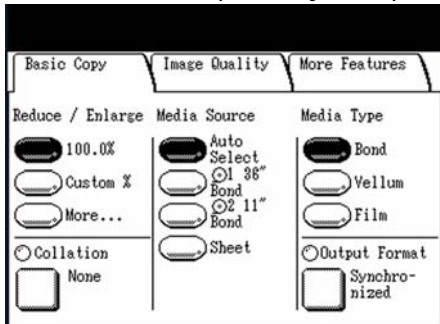 Basic Copy
Image Quality
More Features
Reduce / Enlarge
100.0%
Custom %
More...
Collation
None
Media Source
Auto
Select
1 36"
Bond
2 11"
Bond
Sheet
Media Type
Bond
Vellum
Film
Output Format
Synchro-
nized